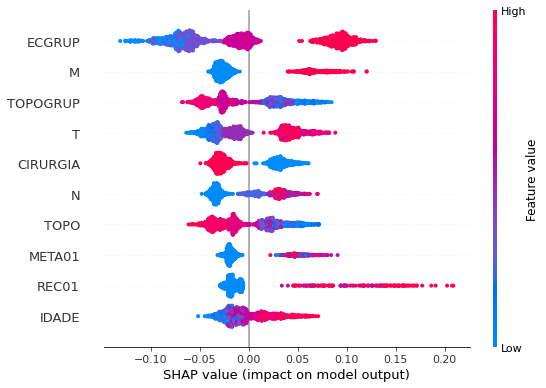 High
ECGRUP
M
TOPOGRUP
T
CIRURGIA
N
TOPO
META01
REC01
IDADE
Feature value
Low
−0.10 −0.05 0.00 0.05 0.10 0.15 0.20
SHAP value (impact on model output)